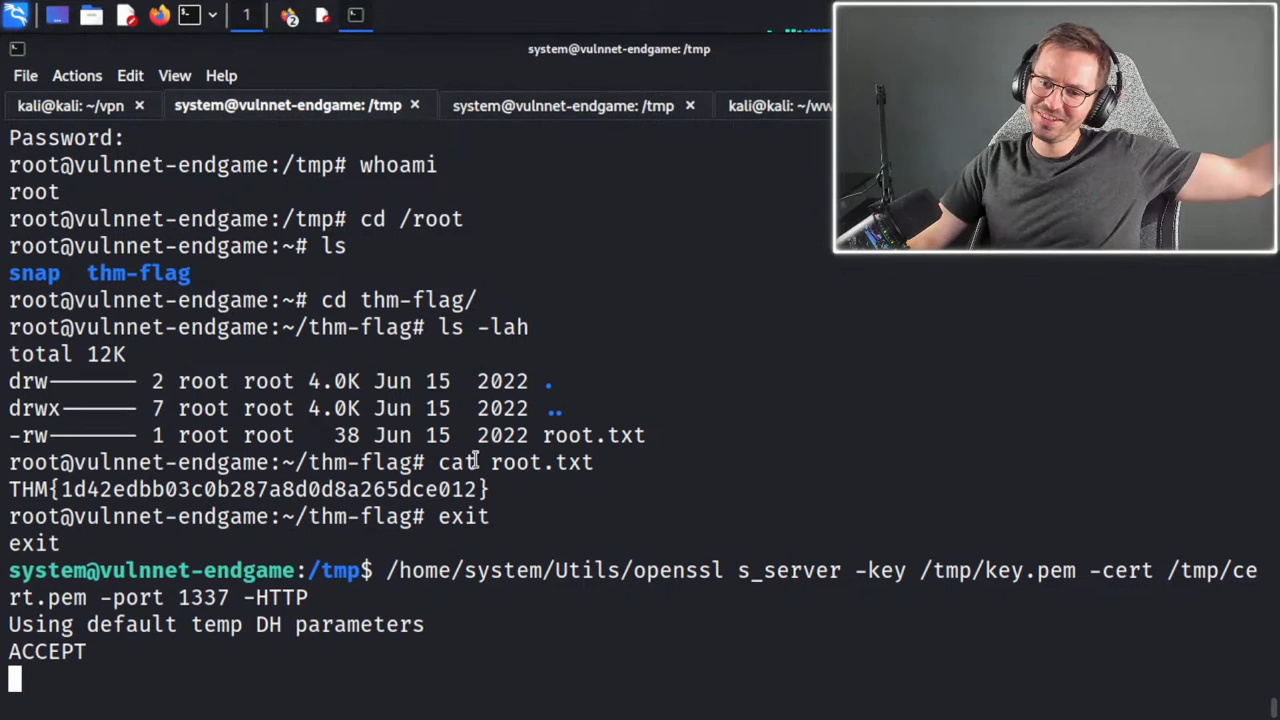 1
2
system@vulnnet-endgame: /tmp
File Actions Edit View Help
kali@kali: ~/vpn × system@vulnnet-endgame: /tmp × system@vulnnet-endgame: /tmp × kali@kali: ~/ww
Password:
root@vulnnet-endgame:/tmp# whoami
root
root@vulnnet-endgame:/tmp# cd /root
root@vulnnet-endgame:~# ls
snap thm-flag
root@vulnnet-endgame:~# cd thm-flag/
root@vulnnet-endgame:~/thm-flag# ls -lah
total 12K
drw------- 2 root root 4.0K Jun 15 2022 .
drwx------ 7 root root 4.0K Jun 15 2022 ..
-rw------- 1 root root 38 Jun 15 2022 root.txt
root@vulnnet-endgame:~/thm-flag# cat root.txt
THM{1d42edbb03c0b287a8d0d8a265dce012}
root@vulnnet-endgame:~/thm-flag# exit
exit
system@vulnnet-endgame:/tmp$ /home/system/Utils/openssl s_server -key /tmp/key.pem -cert /tmp/ce
rt.pem -port 1337 -HTTP
Using default temp DH parameters
ACCEPT